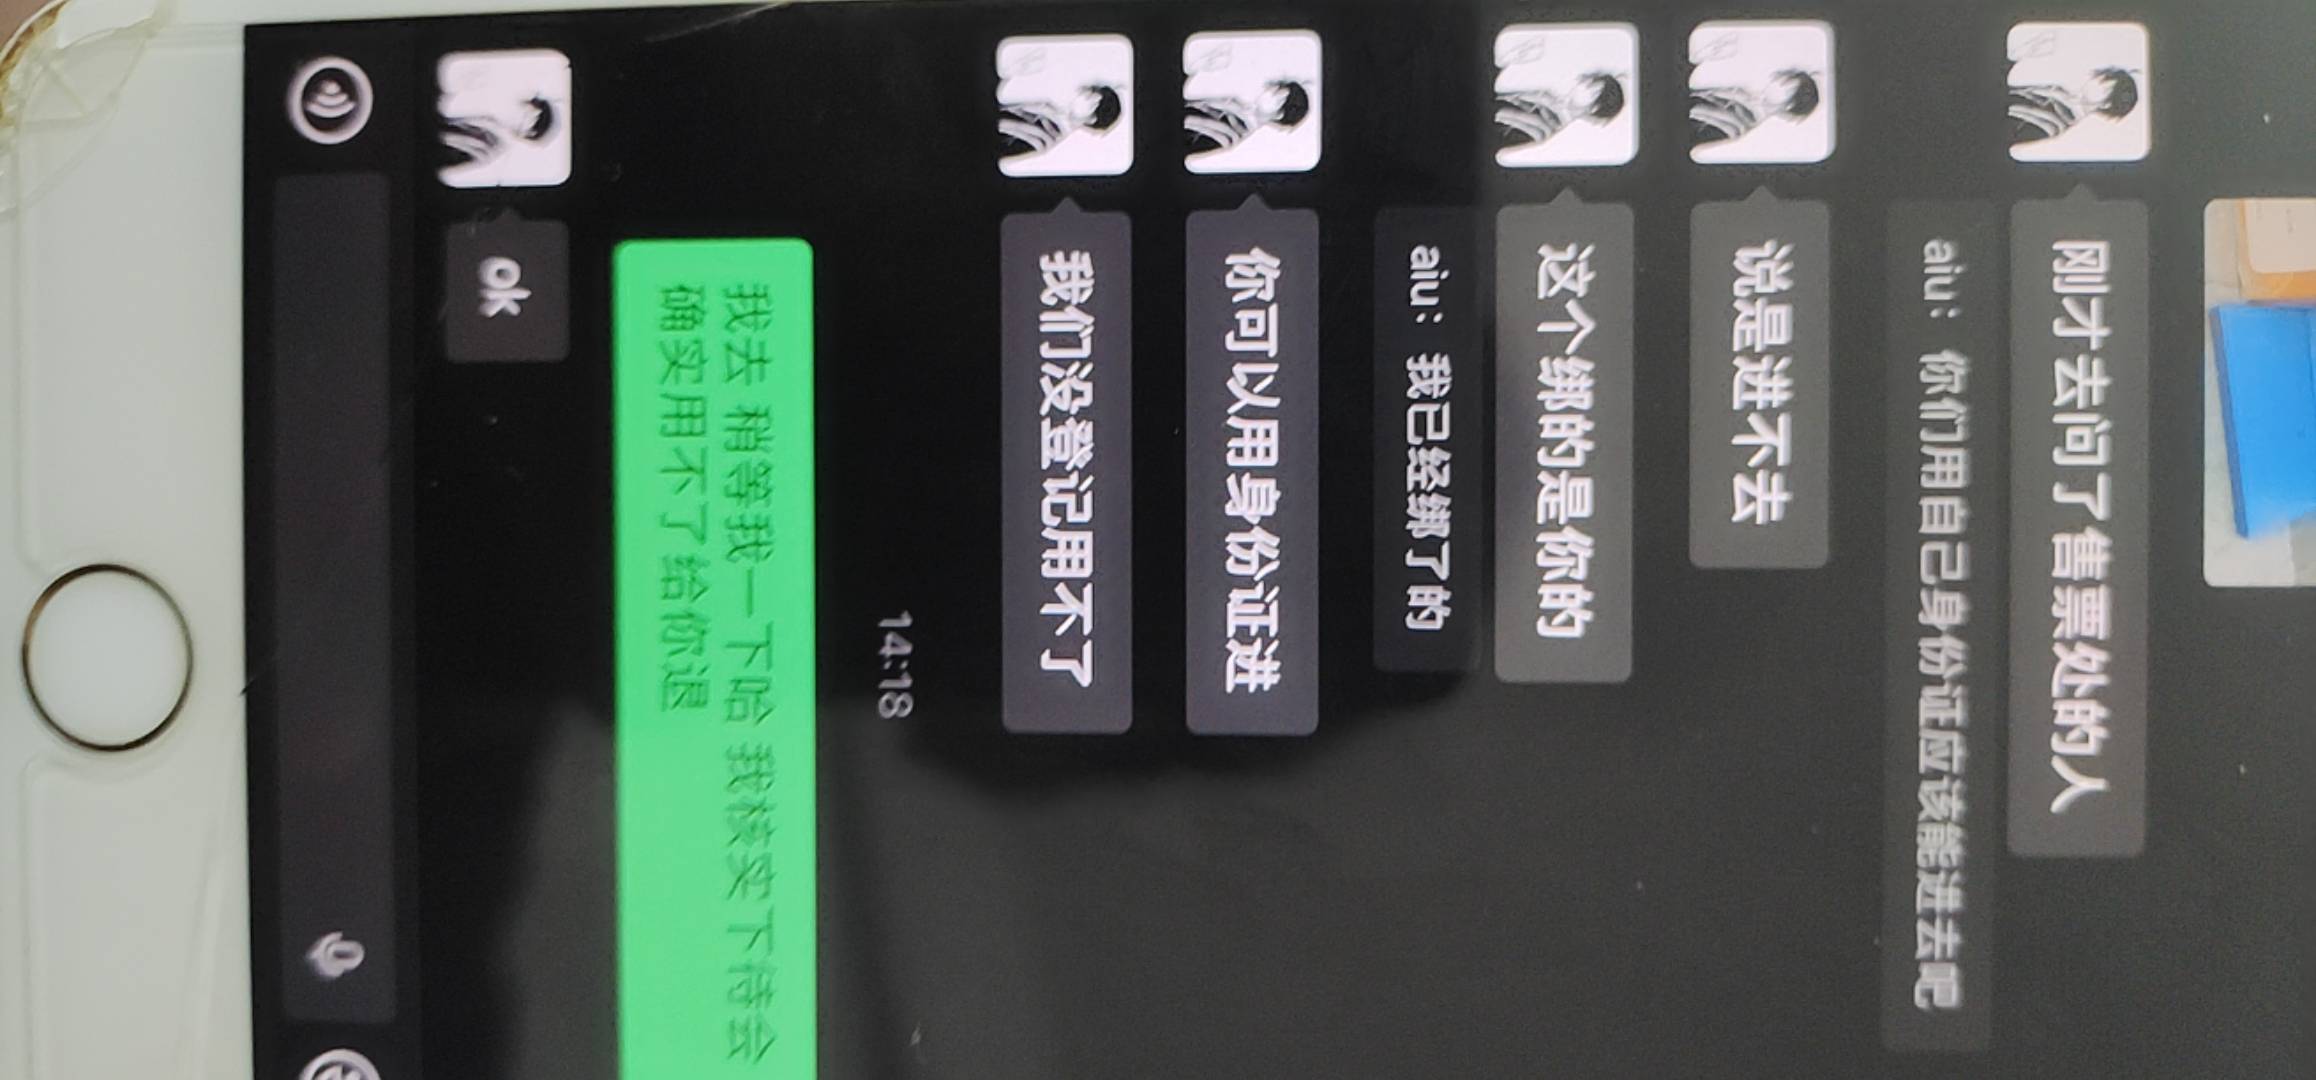 刚才去问了售票处的人
aiu：你们用自己身份证应该能进去吧
说是进不去
这个绑的是你的
aiu：我已经绑了的
你可以用身份证进
我们没登记用不了
14:18
我去 稍等我一下哈 我核实下待会
确实用不了给你退
ok